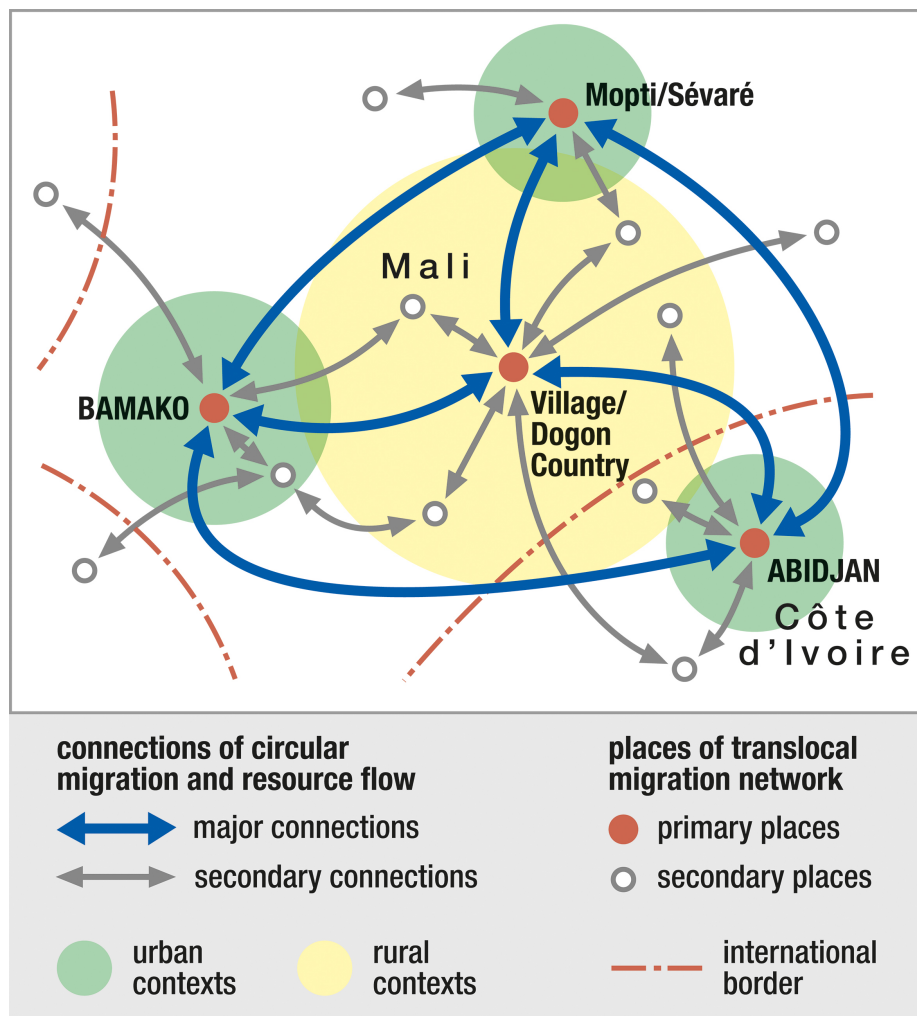 Mopti/Sévaré
Mali
BAMAKO
Village/
Dogon
Country
ABIDJAN
Côte
d'Ivoire
connections of circular
migration and resource flow
major connections
secondary connections
urban
contexts
rural
contexts
places of translocal
migration network
primary places
secondary places
international
border